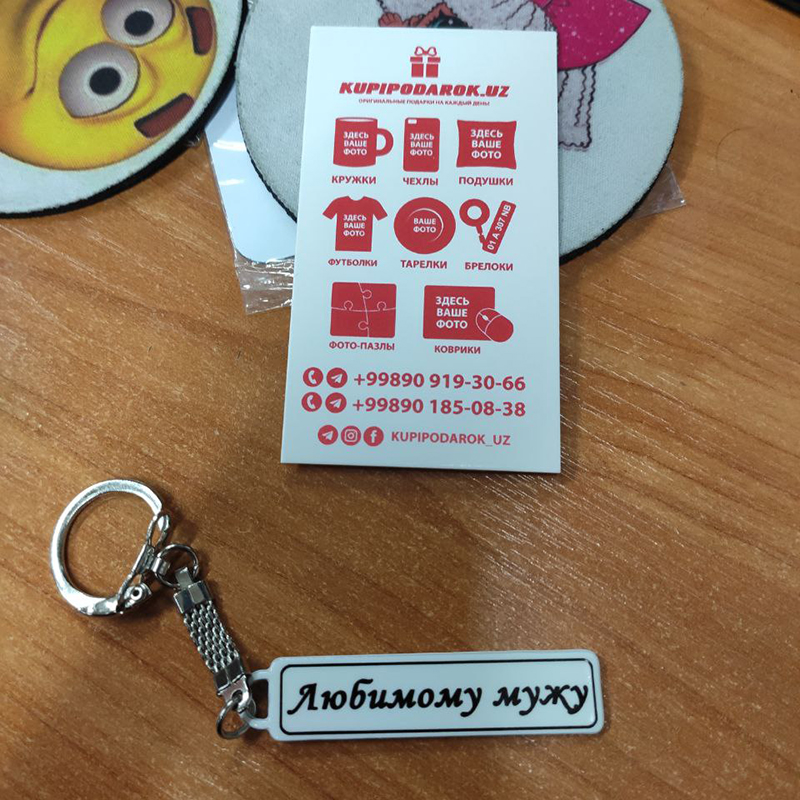 KUPIPODAROK.UZ
ОРИГИНАЛЬНЫЕ ПОДАРКИ НА КАЖДЫЙ ДЕНЬ
ЗДЕСЬ
ВАШЕ
ФОТО
ЗДЕСЬ
ВАШЕ
ФОТО
ЗДЕСЬ
ВАШЕ
ФОТО
КРУЖКИ ЧЕХЛЫ ПОДУШКИ
ЗДЕСЬ
ВАШЕ
ФОТО
ВАШЕ
ФОТО
01 A 307 NB
ФУТБОЛКИ ТАРЕЛКИ БРЕЛОКИ
ЗДЕСЬ
ВАШЕ
ФОТО
ФОТО-ПАЗЛЫ КОВРИКИ
+99890 919-30-66
+99890 185-08-38
KUPIPODAROK_UZ
Любимому мужу